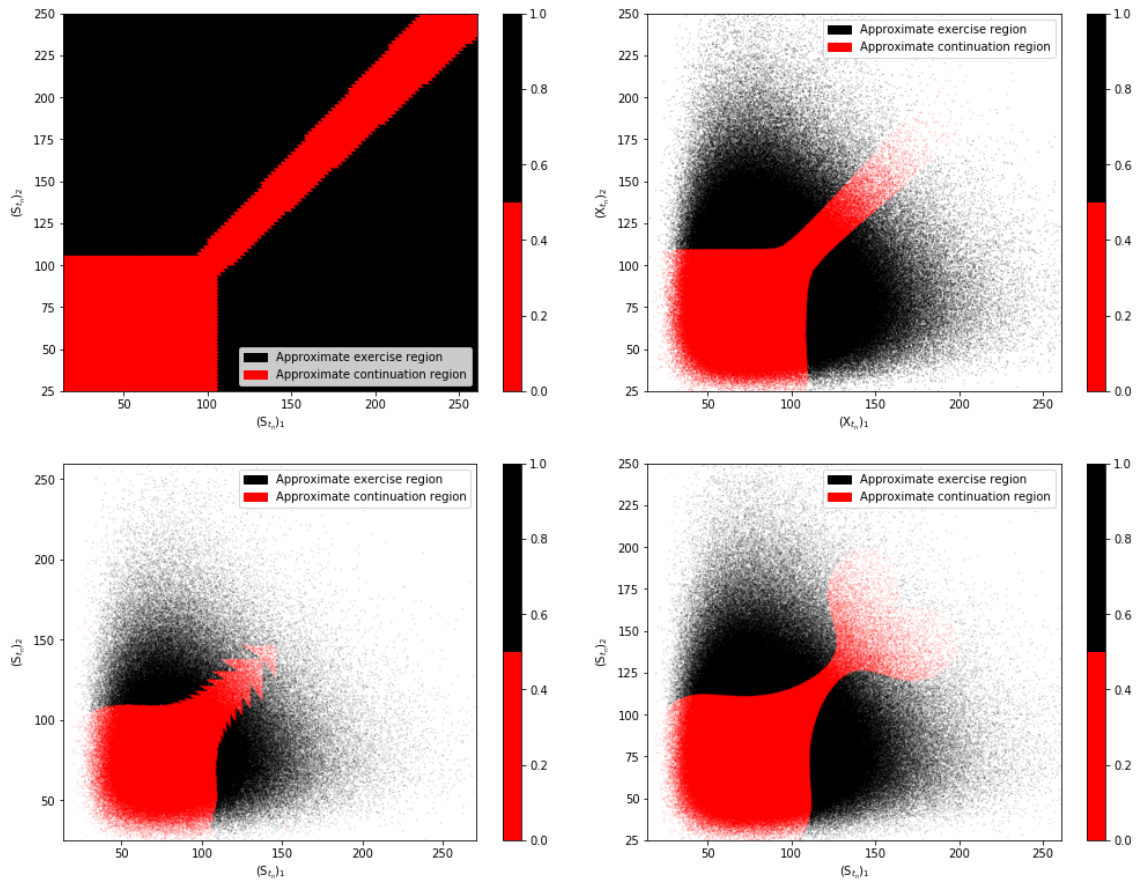 250
225
200
175
150
125
100
75
50
25
(S_{t_n})_2
50 100 150 200 250
(S_{t_n})_1
Approximate exercise region
Approximate continuation region
1.0
0.8
0.6
0.4
0.2
0.0
250
225
200
175
150
125
100
75
50
25
(X_{t_n})_2
50 100 150 200 250
(X_{t_n})_1
Approximate exercise region
Approximate continuation region
1.0
0.8
0.6
0.4
0.2
0.0
250
200
150
100
50
(S_{t_n})_2
50 100 150 200 250
(S_{t_n})_1
Approximate exercise region
Approximate continuation region
1.0
0.8
0.6
0.4
0.2
0.0
250
225
200
175
150
125
100
75
50
25
(S_{t_n})_2
50 100 150 200 250
(S_{t_n})_1
Approximate exercise region
Approximate continuation region
1.0
0.8
0.6
0.4
0.2
0.0